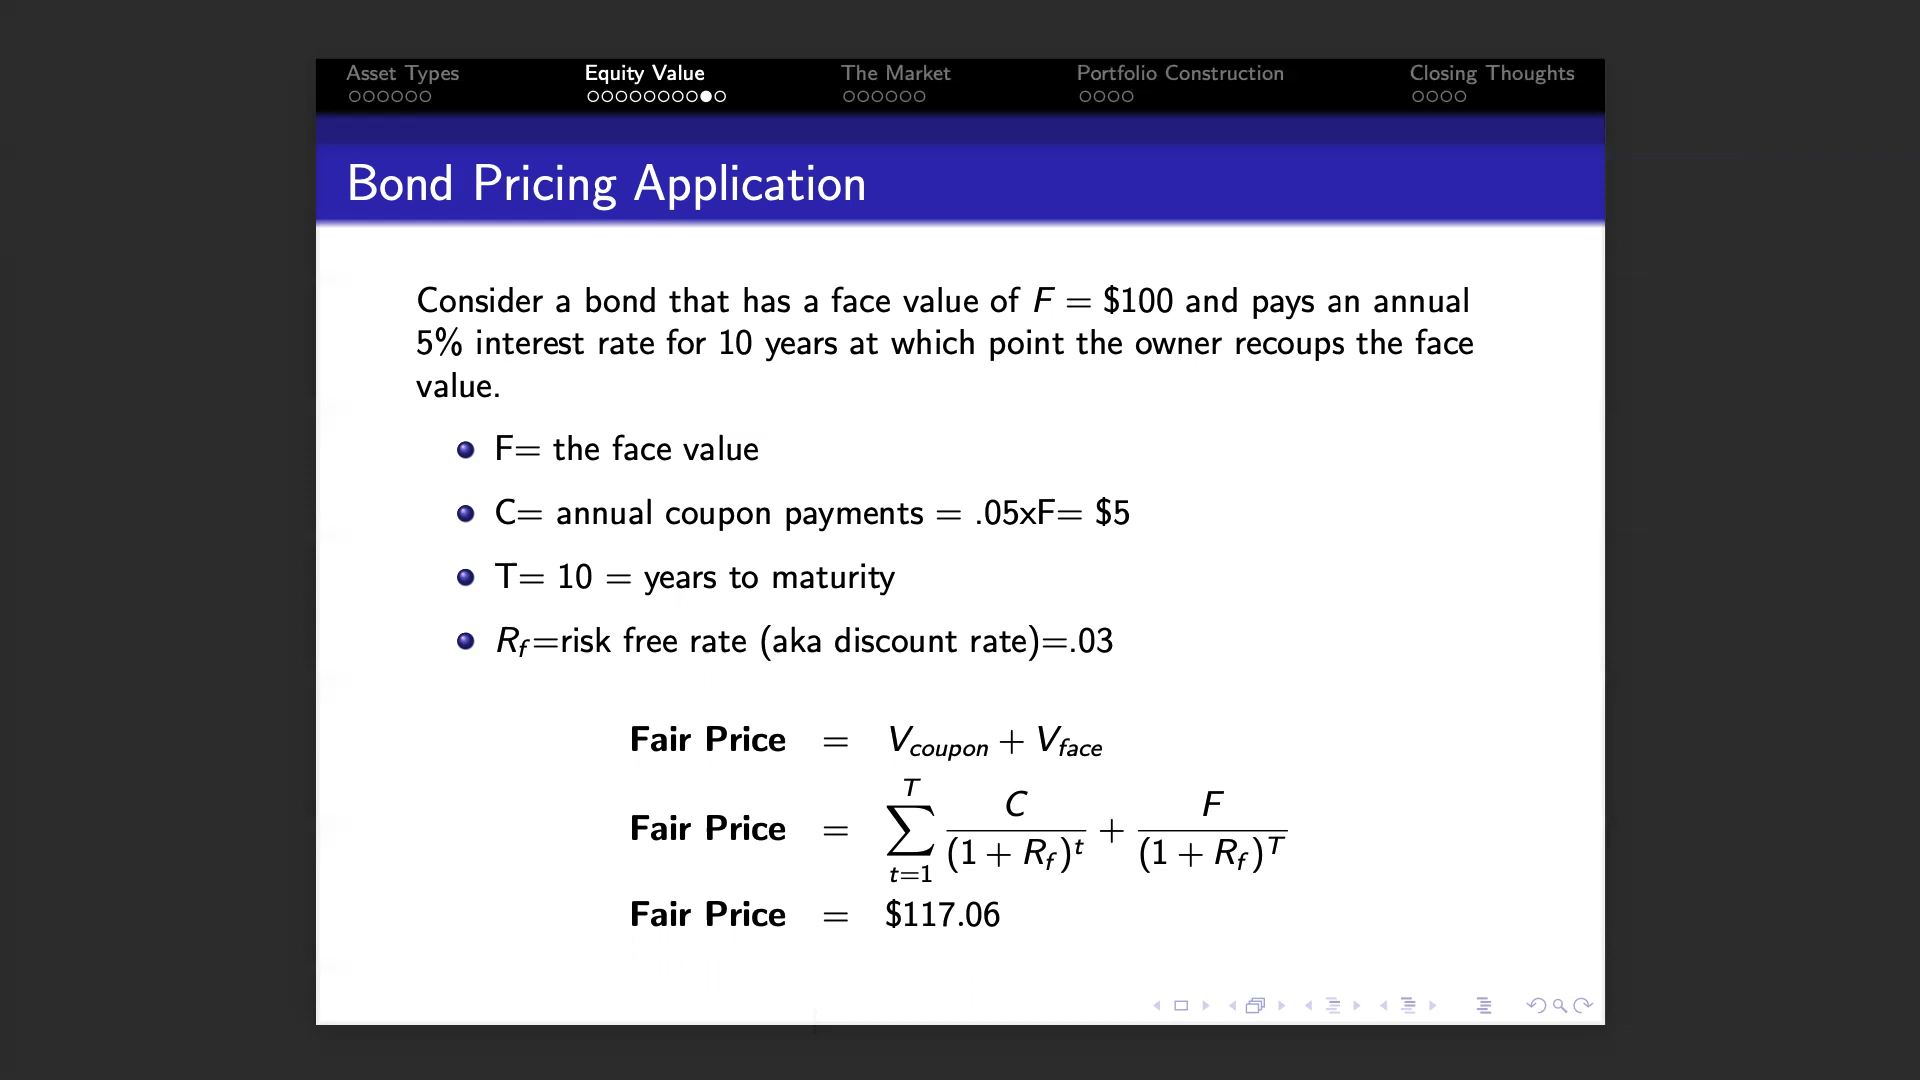 Asset Types Equity Value The Market Portfolio Construction Closing Thoughts
Bond Pricing Application
Consider a bond that has a face value of F = $100 and pays an annual
5% interest rate for 10 years at which point the owner recoups the face
value.
F= the face value
C= annual coupon payments = .05xF= $5
T= 10 = years to maturity
R_f=risk free rate (aka discount rate)=.03
Fair Price = V_coupon + V_face
Fair Price = ∑_{t=1}^{T} C/(1 + R_f)^t + F/(1 + R_f)^T
Fair Price = $117.06